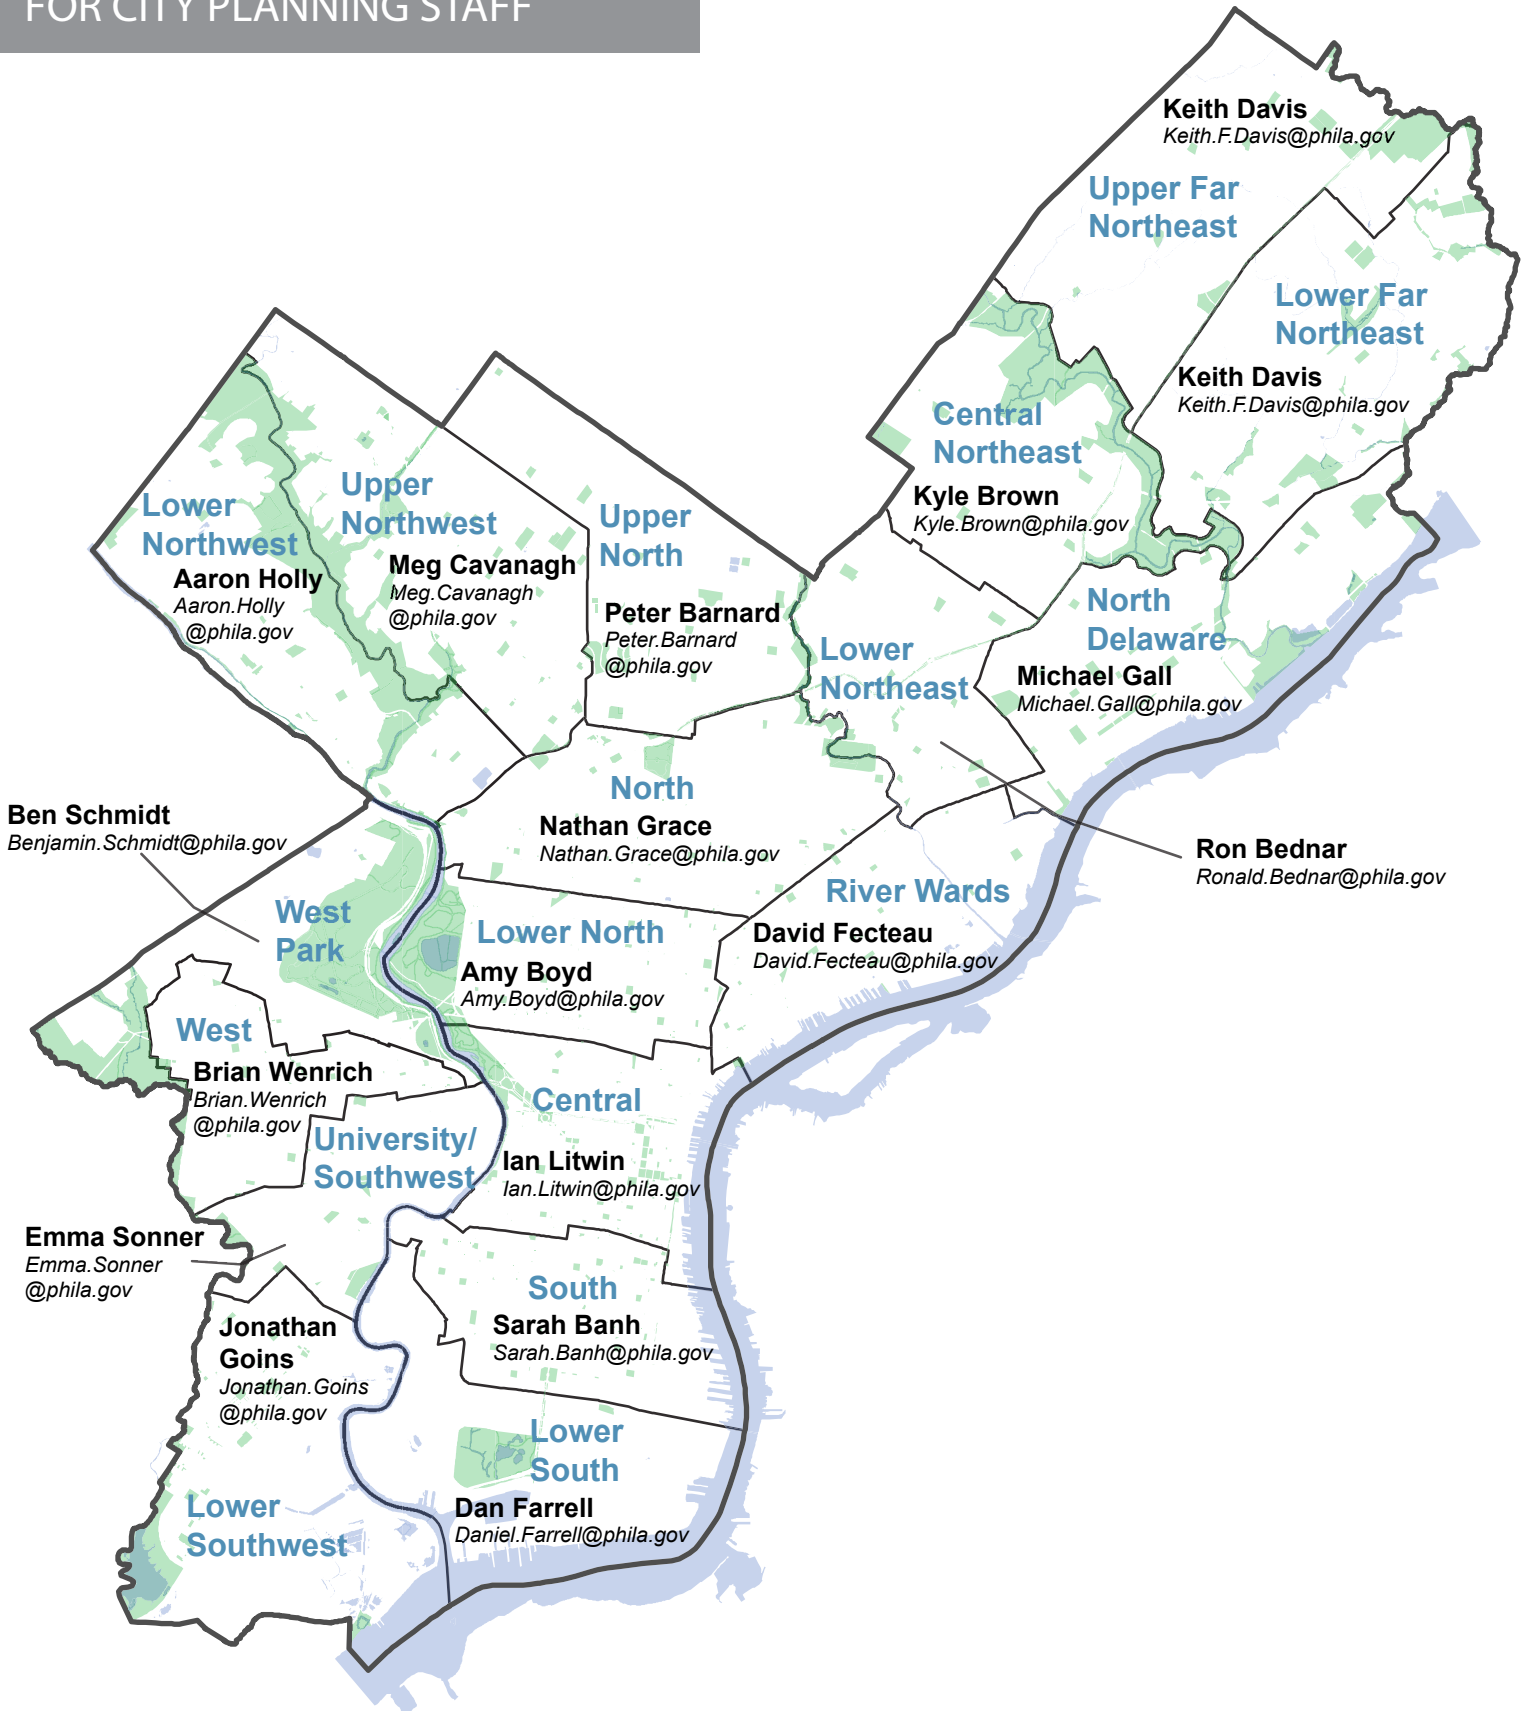 FOR CITY PLANNING STAFF
Keith Davis
Keith.F.Davis@phila.gov
Upper Far
Northeast
Lower Far
Northeast
Keith Davis
Keith.F.Davis@phila.gov
Central
Northeast
Kyle Brown
Kyle.Brown@phila.gov
Lower
Northwest
Aaron Holly
Aaron.Holly
@phila.gov
Upper
Northwest
Meg Cavanagh
Meg.Cavanagh
@phila.gov
Upper
North
Peter Barnard
Peter.Barnard
@phila.gov
Lower
Northeast
North
Delaware
Michael Gall
Michael.Gall@phila.gov
North
Nathan Grace
Nathan.Grace@phila.gov
Ben Schmidt
Benjamin.Schmidt@phila.gov
Ron Bednar
Ronald.Bednar@phila.gov
River Wards
David Fecteau
David.Fecteau@phila.gov
West
Park
Lower North
Amy Boyd
Amy.Boyd@phila.gov
West
Brian Wenrich
Brian.Wenrich
@phila.gov
Central
Ian Litwin
Ian.Litwin@phila.gov
University/
Southwest
Emma Sonner
Emma.Sonner
@phila.gov
South
Sarah Banh
Sarah.Banh@phila.gov
Jonathan
Goins
Jonathan.Goins
@phila.gov
Lower
South
Dan Farrell
Daniel.Farrell@phila.gov
Lower
Southwest